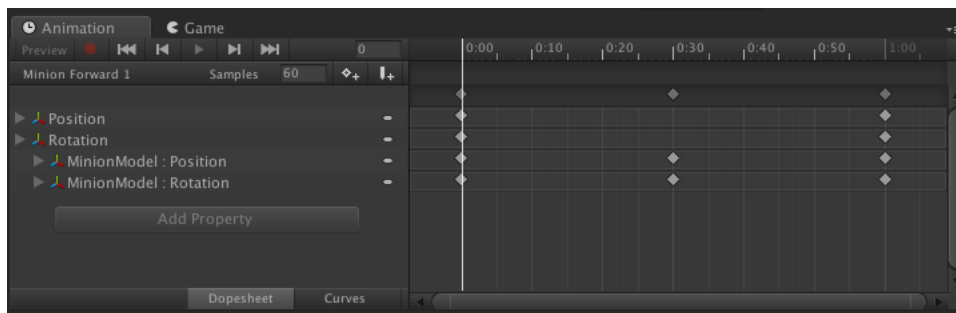 Animation Game
Preview 0 0:00 0:10 0:20 0:30 0:40 0:50 1:00
Minion Forward 1 Samples 60
Position
Rotation
MinionModel : Position
MinionModel : Rotation
Add Property
Dopesheet Curves